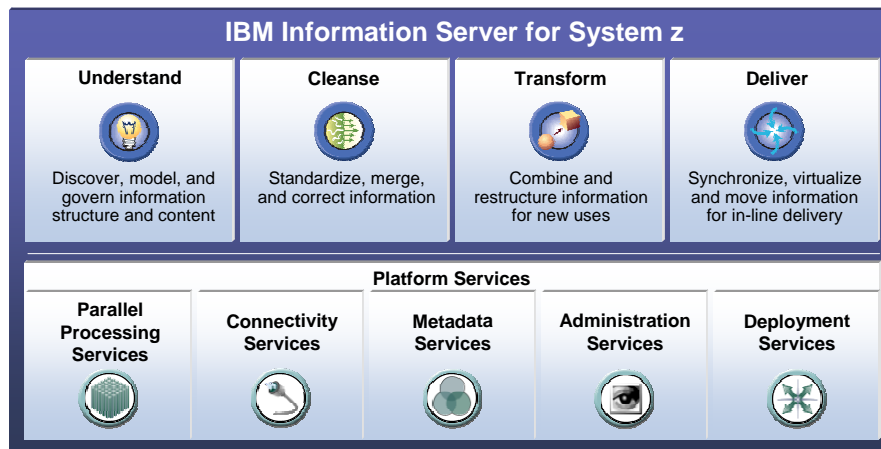 IBM Information Server for System z
Understand
Discover, model, and
govern information
structure and content
Cleanse
Standardize, merge,
and correct information
Transform
Combine and
restructure information
for new uses
Deliver
Synchronize, virtualize
and move information
for in-line delivery
Platform Services
Parallel
Processing
Services
Connectivity
Services
Metadata
Services
Administration
Services
Deployment
Services